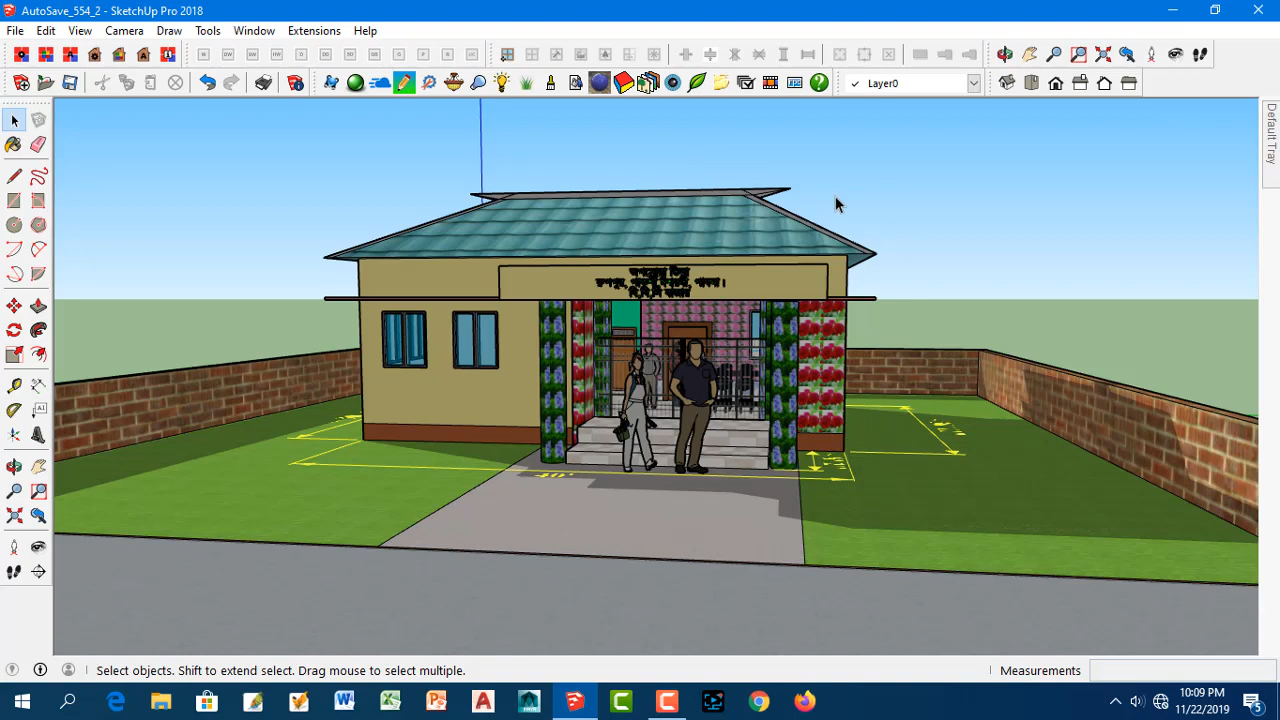 AutoSave_554_2 - SketchUp Pro 2018
File Edit View Camera Draw Tools Window Extensions Help
Layer0
Default Tray
Select objects. Shift to extend select. Drag mouse to select multiple.
Measurements
10:09 PM
11/22/2019